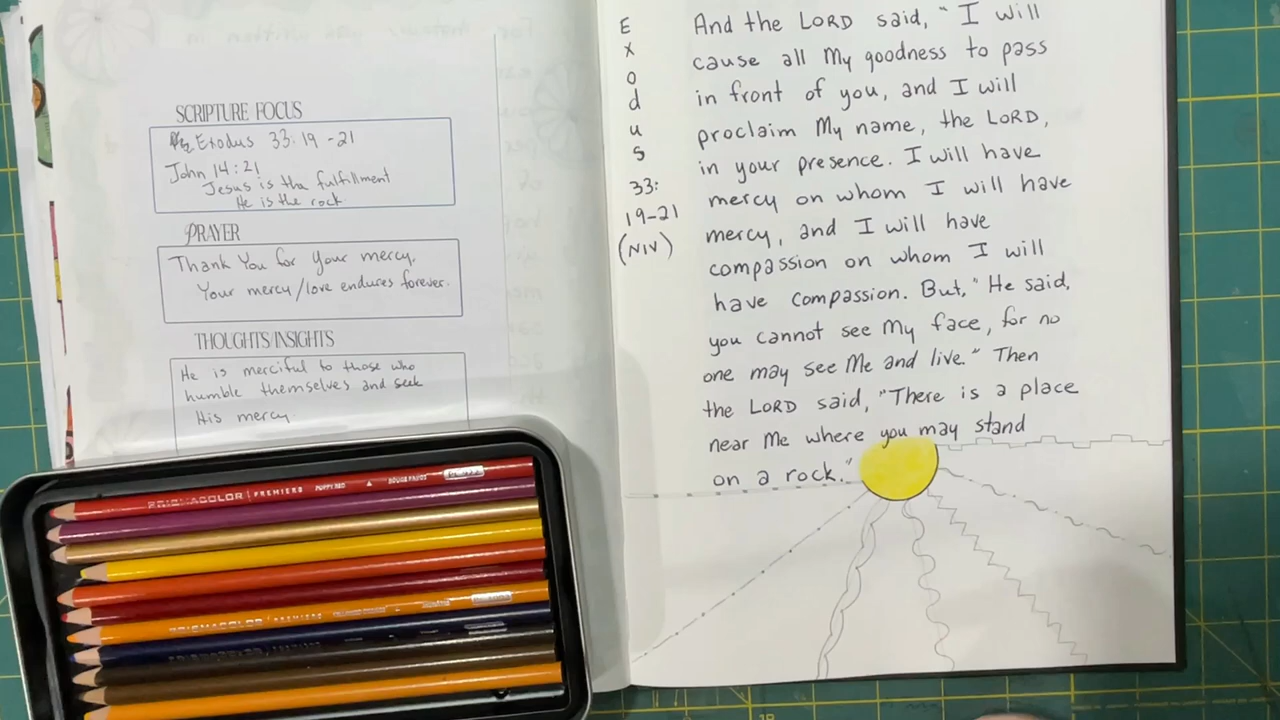 SCRIPTURE FOCUS
Exodus 33:19-21
John 14:21
Jesus is the fulfillment
He is the rock
PRAYER
Thank You for your mercy.
Your mercy/love endures forever.
THOUGHTS/INSIGHTS
He is merciful to those who
humble themselves and seek
His mercy.
PRISMACOLOR PREMIER POPPY RED
PRISMACOLOR
Exodus
33:
19-21
(NIV)
And the LORD said, "I will
cause all My goodness to pass
in front of you, and I will
proclaim My name, the LORD,
in your presence. I will have
mercy on whom I will have
mercy, and I will have
compassion on whom I will
have compassion. But," He said,
you cannot see My face, for no
one may see Me and live." Then
the LORD said, "There is a place
near Me where you may stand
on a rock."